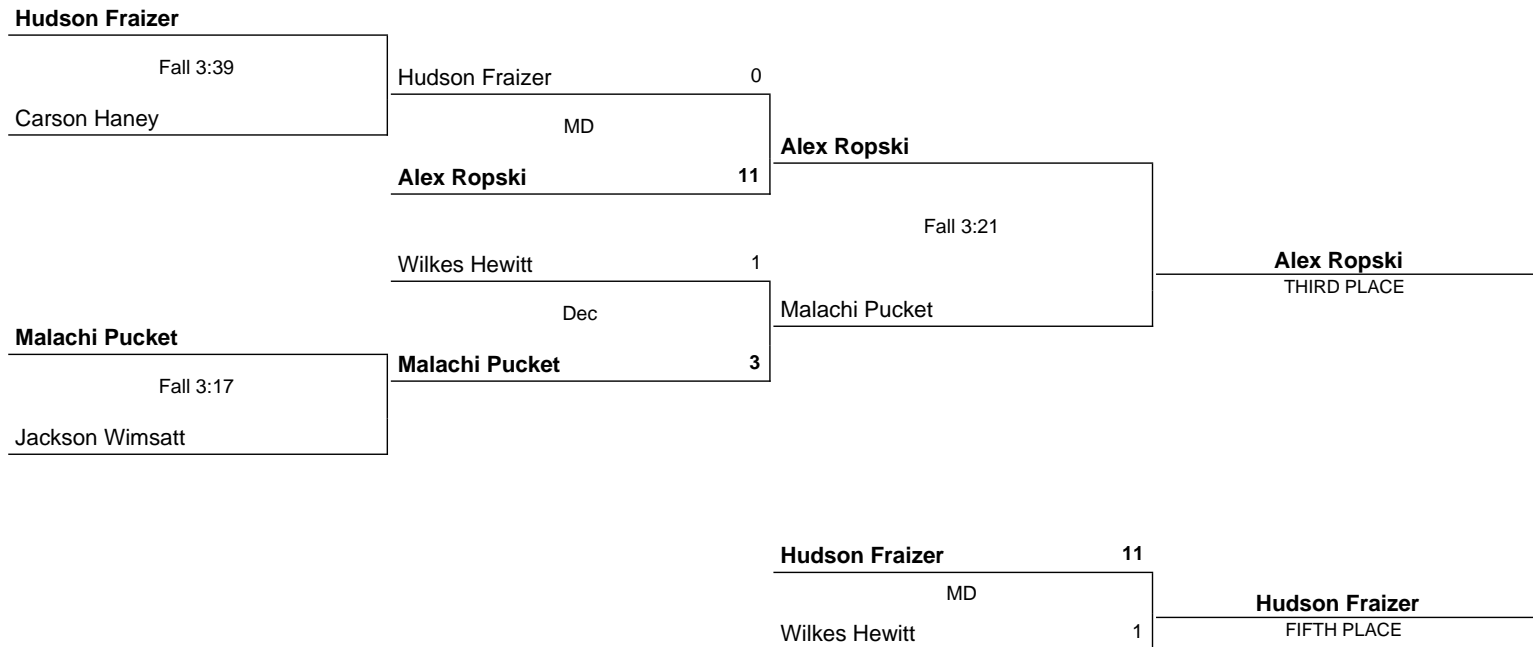 Hudson Fraizer
Fall 3:39
Hudson Fraizer 0
Carson Haney
MD
Alex Ropski
Alex Ropski 11
Fall 3:21
Wilkes Hewitt 1
Alex Ropski
THIRD PLACE
Dec
Malachi Pucket
Malachi Pucket
Malachi Pucket 3
Fall 3:17
Jackson Wimsatt
Hudson Fraizer 11
MD
Hudson Fraizer
FIFTH PLACE
Wilkes Hewitt 1